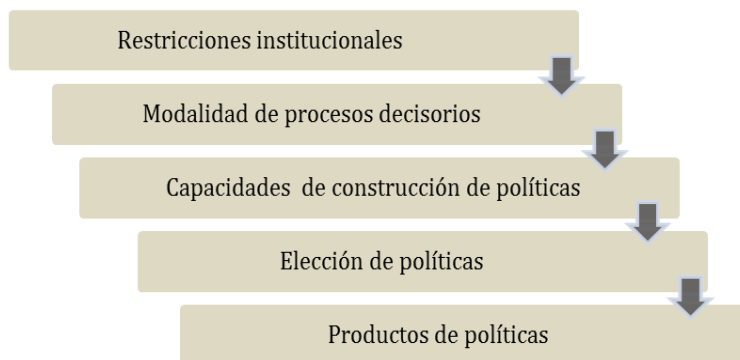 Restricciones institucionales
Modalidad de procesos decisorios
Capacidades de construcción de políticas
Elección de políticas
Productos de políticas